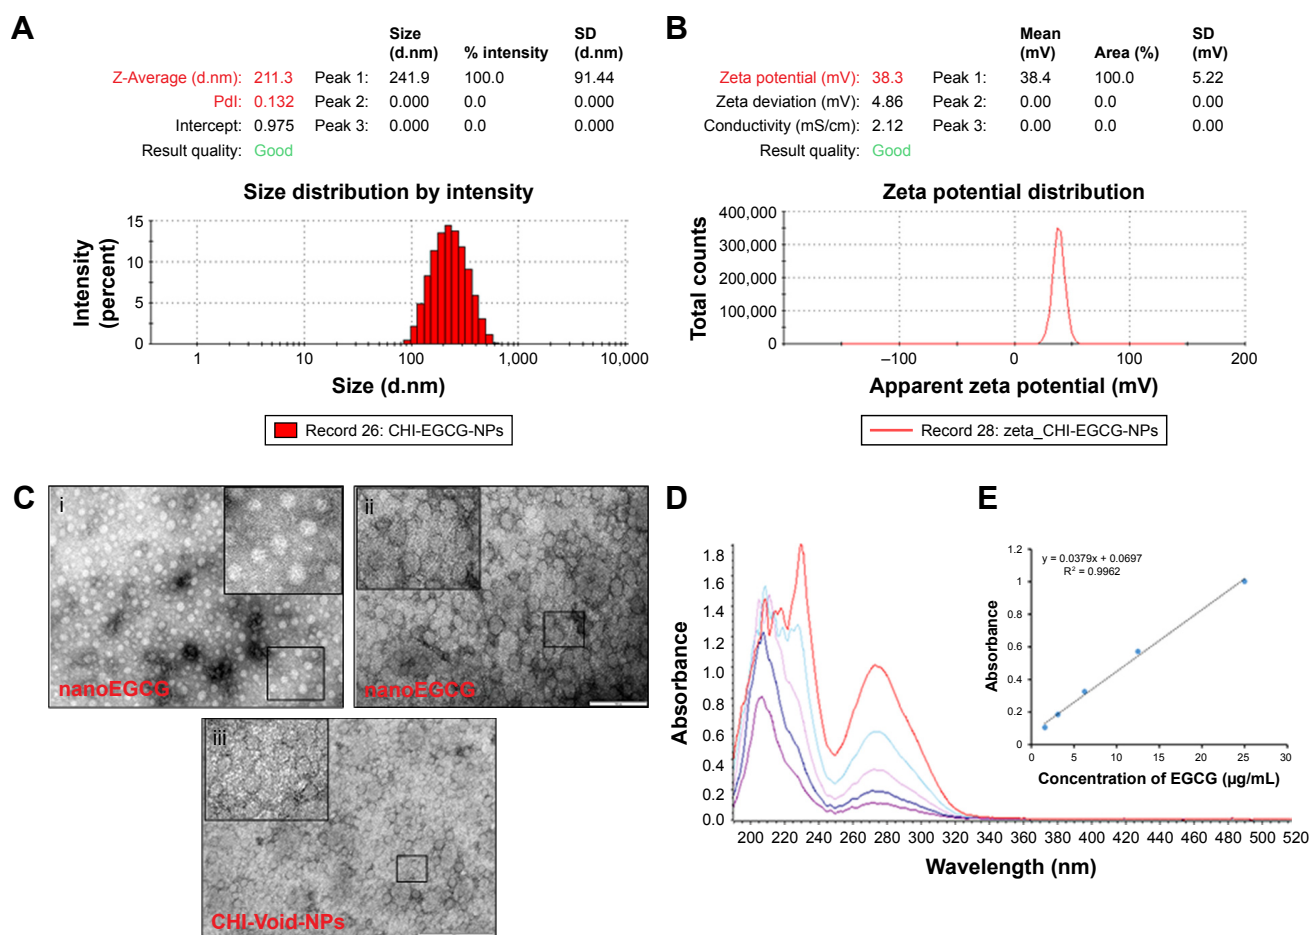 A
Size (d.nm) % intensity SD (d.nm)
Z-Average (d.nm): 211.3 Peak 1: 241.9 100.0 91.44
PdI: 0.132 Peak 2: 0.000 0.0 0.000
Intercept: 0.975 Peak 3: 0.000 0.0 0.000
Result quality: Good
Size distribution by intensity
Intensity (percent)
15
10
5
0
1 10 100 1,000 10,000
Size (d.nm)
Record 26: CHI-EGCG-NPs
B
Mean (mV) Area (%) SD (mV)
Zeta potential (mV): 38.3 Peak 1: 38.4 100.0 5.22
Zeta deviation (mV): 4.86 Peak 2: 0.00 0.0 0.00
Conductivity (mS/cm): 2.12 Peak 3: 0.00 0.0 0.00
Result quality: Good
Zeta potential distribution
Total counts
400,000
300,000
200,000
100,000
0
–100 0 100 200
Apparent zeta potential (mV)
Record 28: zeta_CHI-EGCG-NPs
C
i
nanoEGCG
ii
nanoEGCG
iii
CHI-Void-NPs
D
Absorbance
1.8
1.6
1.4
1.2
1.0
0.8
0.6
0.4
0.2
0.0
200 220 240 260 280 300 320 340 360 380 400 420 440 460 480 500 520
Wavelength (nm)
E
y = 0.0379x + 0.0697
R² = 0.9962
Absorbance
1.2
1
0.8
0.6
0.4
0.2
0
0 5 10 15 20 25 30
Concentration of EGCG (µg/mL)